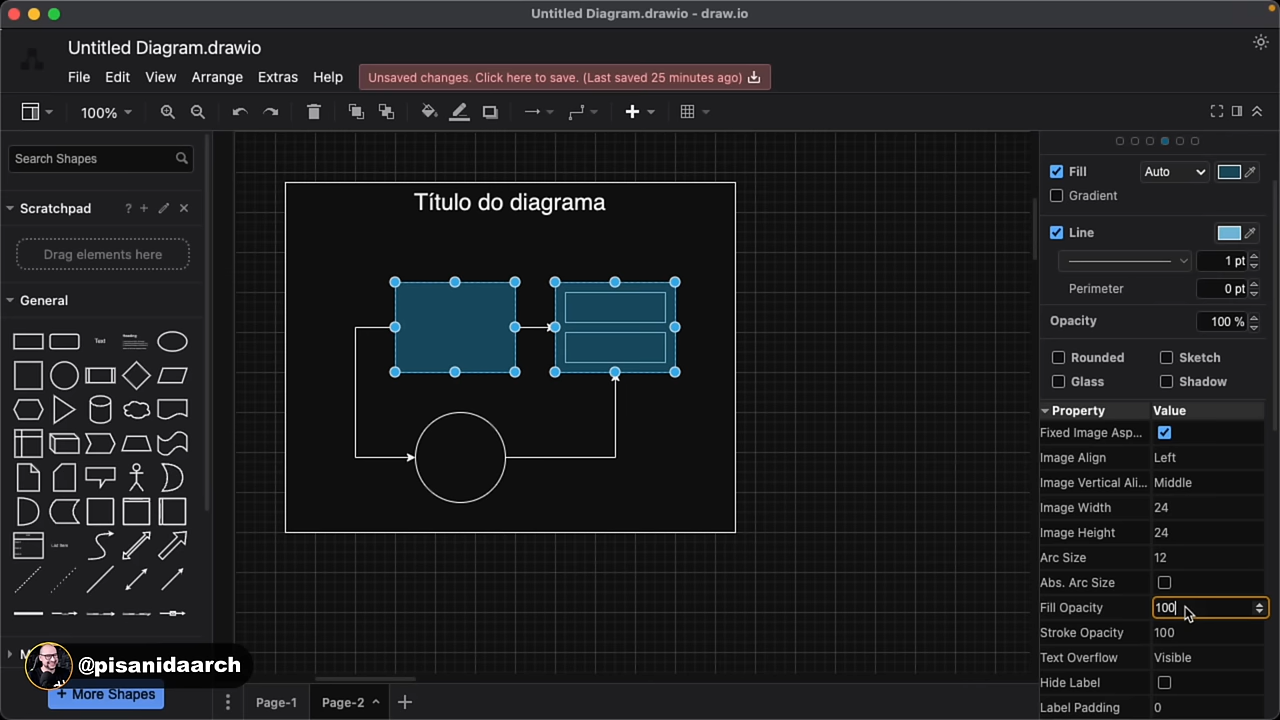 Untitled Diagram.drawio - draw.io
Untitled Diagram.drawio
File Edit View Arrange Extras Help
Unsaved changes. Click here to save. (Last saved 25 minutes ago)
100%
Search Shapes
Scratchpad
?
Drag elements here
General
Text
Heading
List Item
@pisanidaarch
+ More Shapes
Título do diagrama
Page-1
Page-2
Fill
Auto
Gradient
Line
1 pt
Perimeter
0 pt
Opacity
100 %
Rounded
Sketch
Glass
Shadow
Property Value
Fixed Image Asp...
Image Align Left
Image Vertical Ali... Middle
Image Width 24
Image Height 24
Arc Size 12
Abs. Arc Size
Fill Opacity 100
Stroke Opacity 100
Text Overflow Visible
Hide Label
Label Padding 0